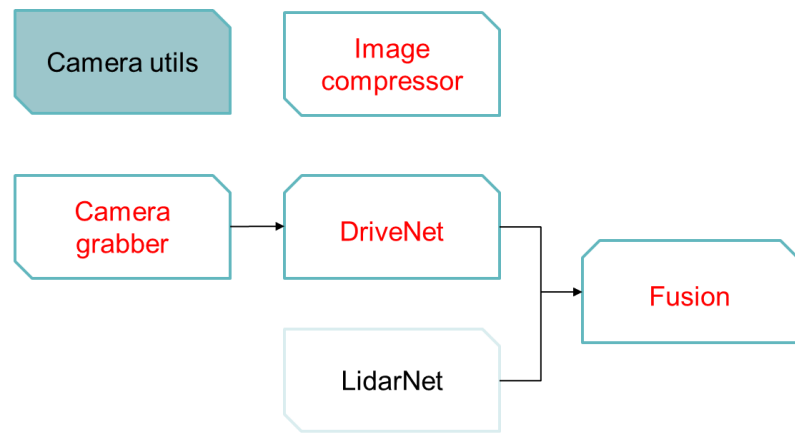 Camera utils
Image
compressor
Camera
grabber
DriveNet
Fusion
LidarNet